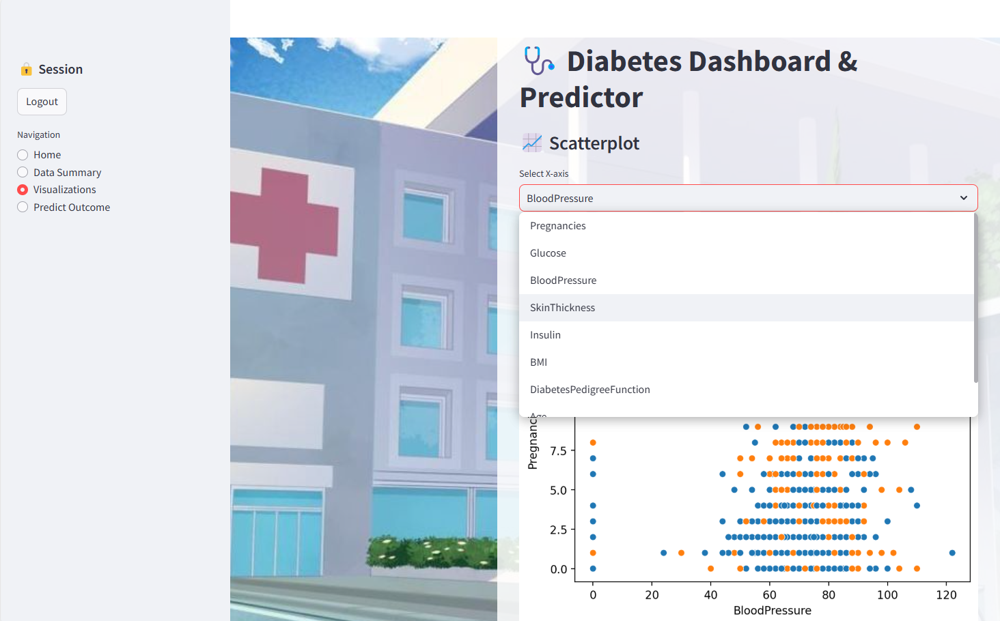 Session
Logout
Navigation
Home
Data Summary
Visualizations
Predict Outcome
Diabetes Dashboard &
Predictor
Scatterplot
Select X-axis
BloodPressure
Pregnancies
Glucose
BloodPressure
SkinThickness
Insulin
BMI
DiabetesPedigreeFunction
Age
7.5
5.0
2.5
0.0
0 20 40 60 80 100 120
BloodPressure